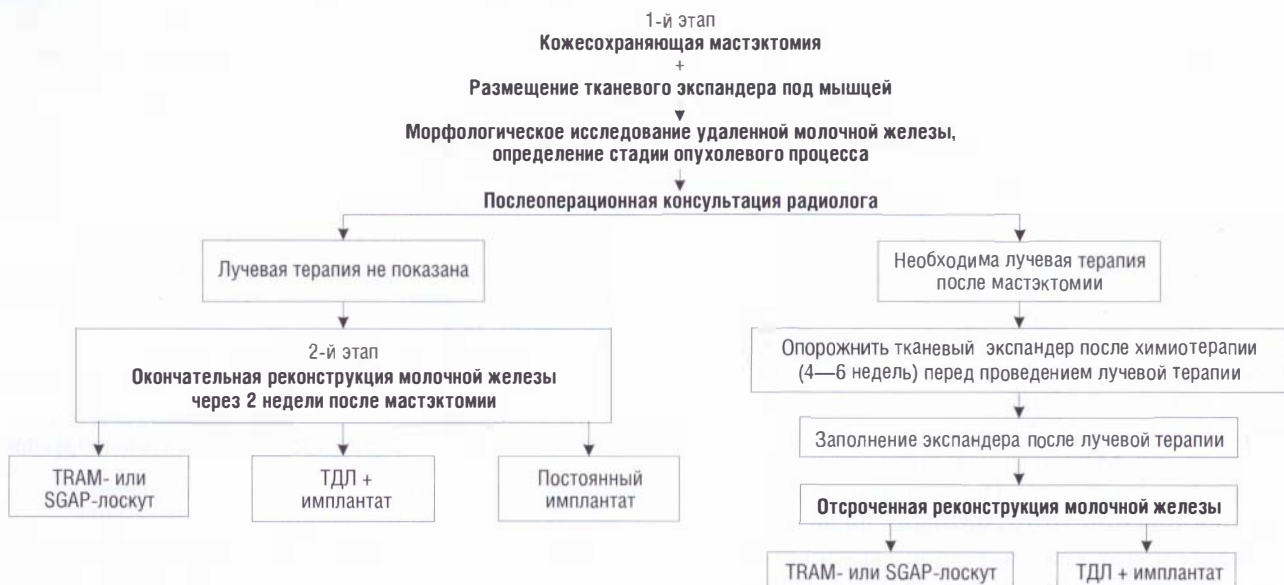 1-й этап
Кожесохраняющая мастэктомия
+
Размещение тканевого экспандера под мышцей
Морфологическое исследование удаленной молочной железы,
определение стадии опухолевого процесса
Послеоперационная консультация радиолога
Лучевая терапия не показана
2-й этап
Окончательная реконструкция молочной железы
через 2 недели после мастэктомии
TRAM- или
SGAP-лоскут
ТДЛ +
имплантат
Постоянный
имплантат
Необходима лучевая терапия
после мастэктомии
Опорожнить тканевый экспандер после химиотерапии
(4—6 недель) перед проведением лучевой терапии
Заполнение экспандера после лучевой терапии
Отсроченная реконструкция молочной железы
TRAM- или SGAP-лоскут
ТДЛ + имплантат